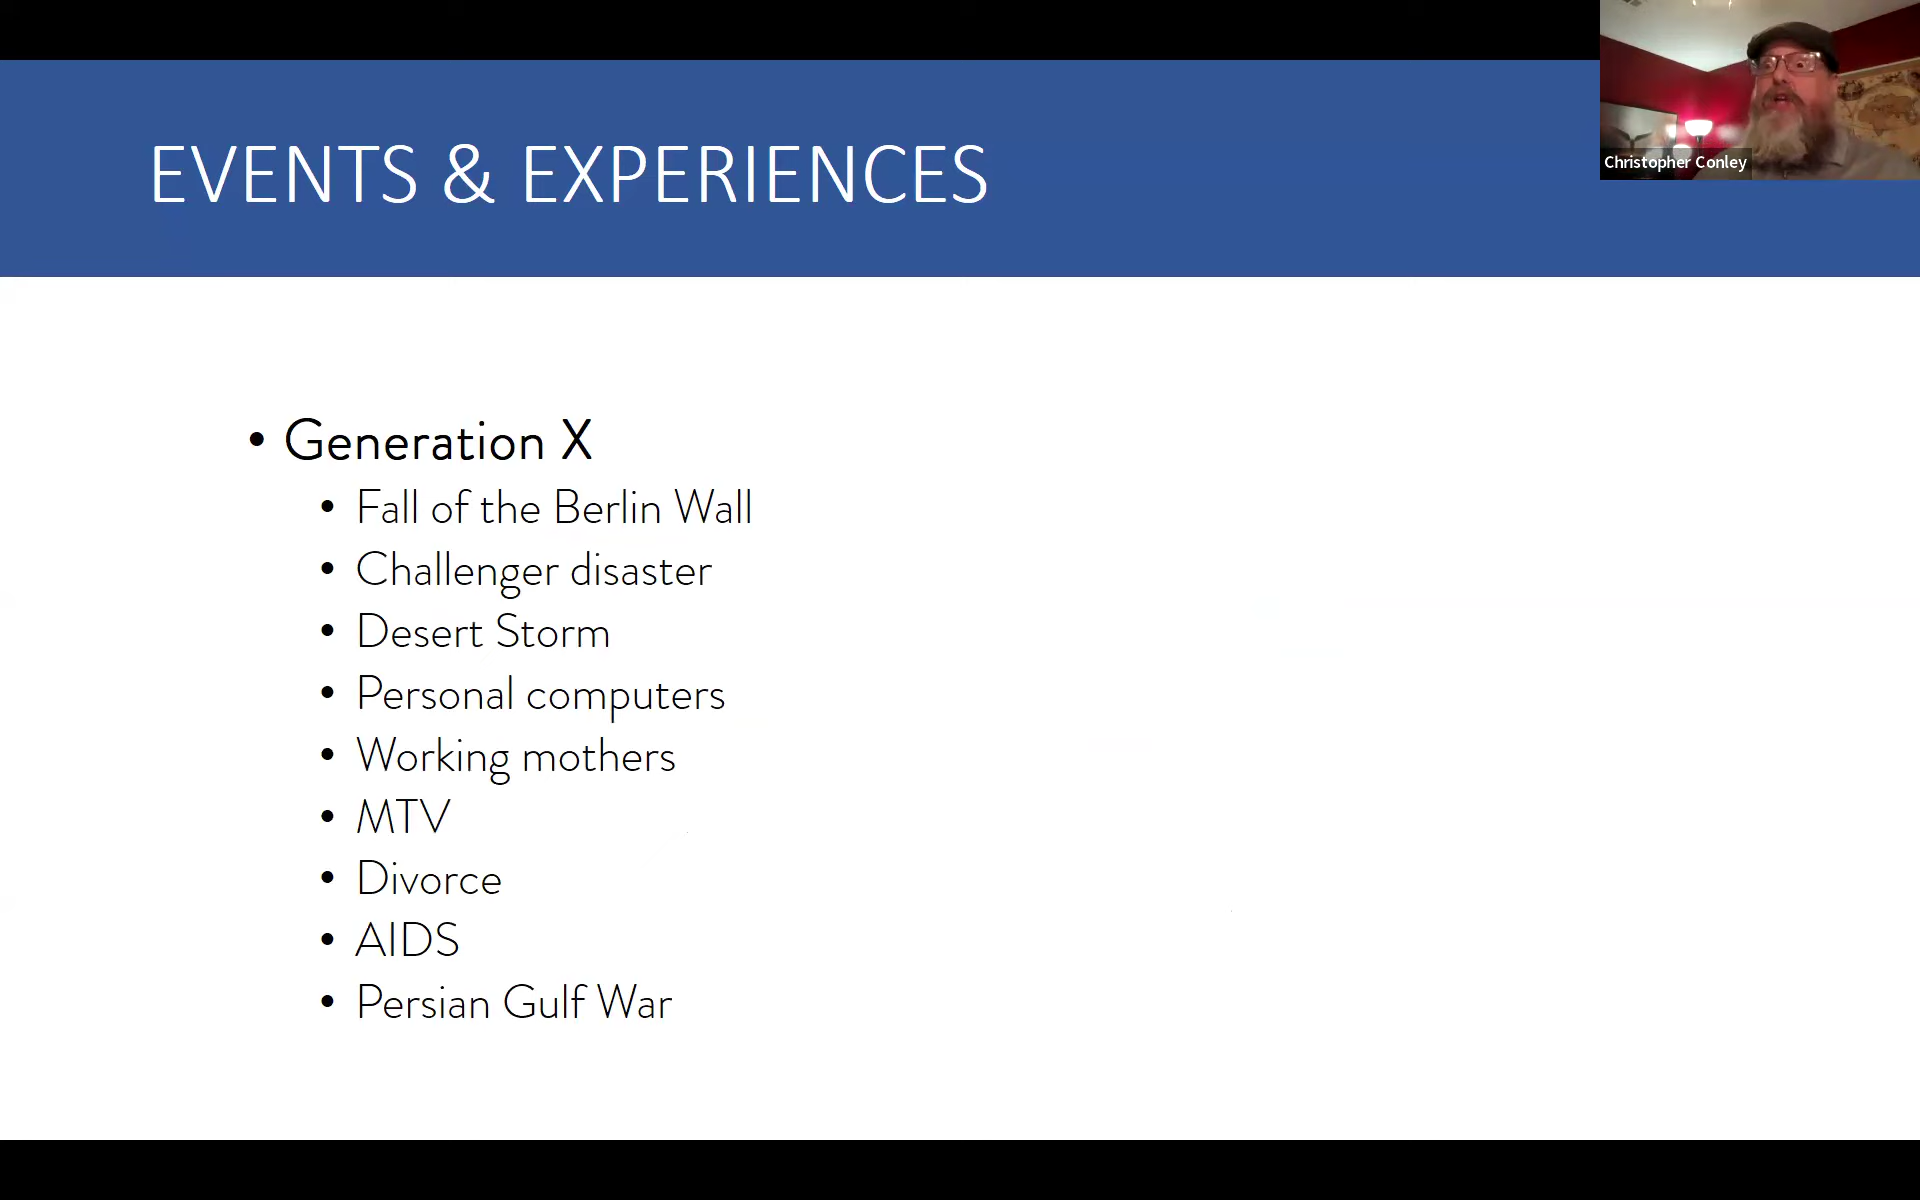 EVENTS & EXPERIENCES
Christopher Conley
• Generation X
• Fall of the Berlin Wall
• Challenger disaster
• Desert Storm
• Personal computers
• Working mothers
• MTV
• Divorce
• AIDS
• Persian Gulf War